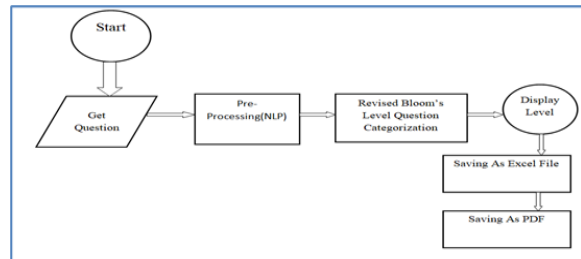 Start
Get
Question
Pre-
Processing(NLP)
Revised Bloom's
Level Question
Categorization
Display
Level
Saving As Excel File
Saving As PDF